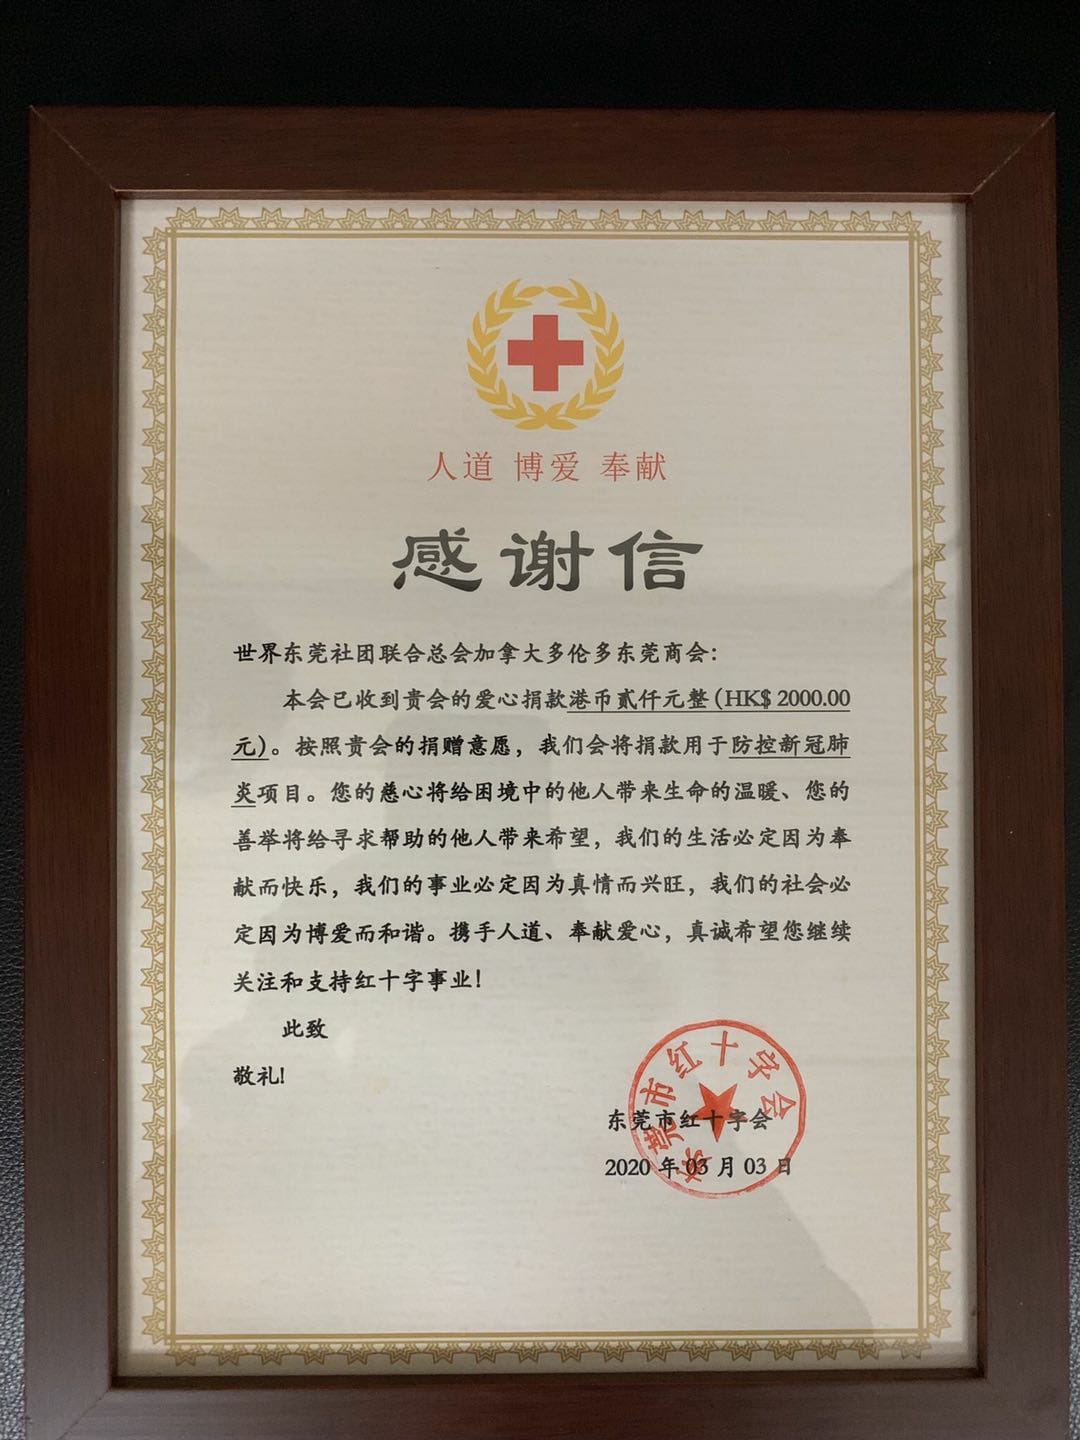 人道 博爱 奉献
感谢信
世界东莞社团联合总会加拿大多伦多东莞商会：
本会已收到贵会的爱心捐款港币贰仟元整（HK$ 2000.00
元）。按照贵会的捐赠意愿，我们会将捐款用于防控新冠肺
炎项目。您的慈心将给困境中的他人带来生命的温暖、您的
善举将给寻求帮助的他人带来希望，我们的生活必定因为奉
献而快乐，我们的事业必定因为真情而兴旺，我们的社会必
定因为博爱而和谐。携手人道、奉献爱心，真诚希望您继续
关注和支持红十字事业！
此致
敬礼！
东莞市红十字会
2020 年 03 月 03 日
东莞市红十字会